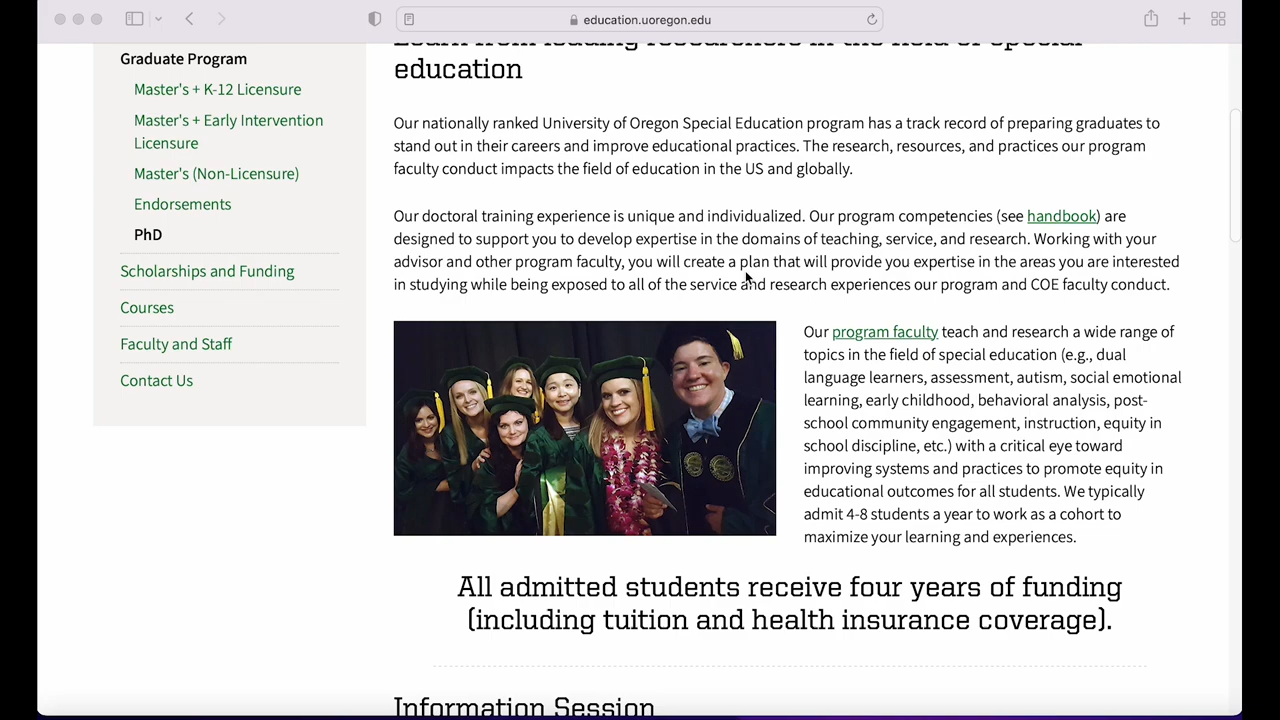 education.uoregon.edu
Graduate Program
Master's + K-12 Licensure
Master's + Early Intervention
Licensure
Master's (Non-Licensure)
Endorsements
PhD
Scholarships and Funding
Courses
Faculty and Staff
Contact Us
Learn from leading researchers in the field of special
education
Our nationally ranked University of Oregon Special Education program has a track record of preparing graduates to
stand out in their careers and improve educational practices. The research, resources, and practices our program
faculty conduct impacts the field of education in the US and globally.
Our doctoral training experience is unique and individualized. Our program competencies (see handbook) are
designed to support you to develop expertise in the domains of teaching, service, and research. Working with your
advisor and other program faculty, you will create a plan that will provide you expertise in the areas you are interested
in studying while being exposed to all of the service and research experiences our program and COE faculty conduct.
Our program faculty teach and research a wide range of
topics in the field of special education (e.g., dual
language learners, assessment, autism, social emotional
learning, early childhood, behavioral analysis, post-
school community engagement, instruction, equity in
school discipline, etc.) with a critical eye toward
improving systems and practices to promote equity in
educational outcomes for all students. We typically
admit 4-8 students a year to work as a cohort to
maximize your learning and experiences.
All admitted students receive four years of funding
(including tuition and health insurance coverage).
Information Session